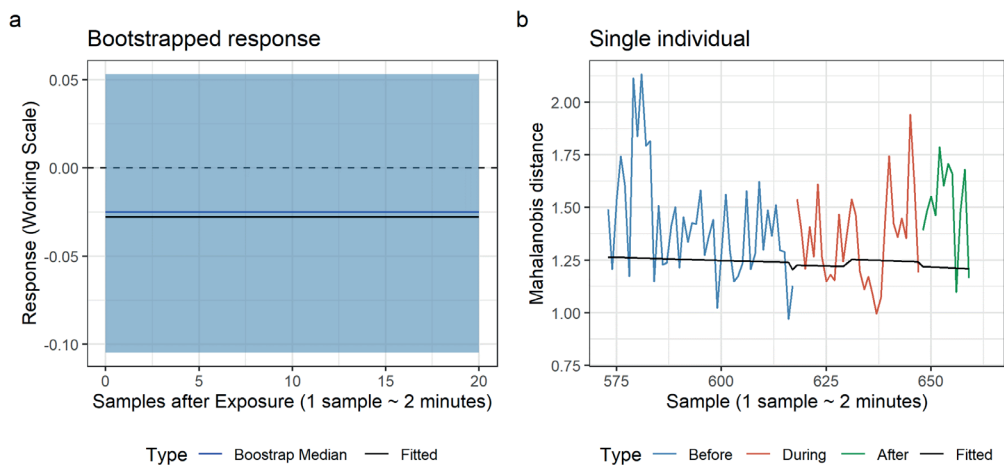 a
Bootstrapped response
Response (Working Scale)
0.05
0.00
-0.05
-0.10
0 5 10 15 20
Samples after Exposure (1 sample ~ 2 minutes)
Type Boostrap Median Fitted
b
Single individual
Mahalanobis distance
2.00
1.75
1.50
1.25
1.00
0.75
575 600 625 650
Sample (1 sample ~ 2 minutes)
Type Before During After Fitted